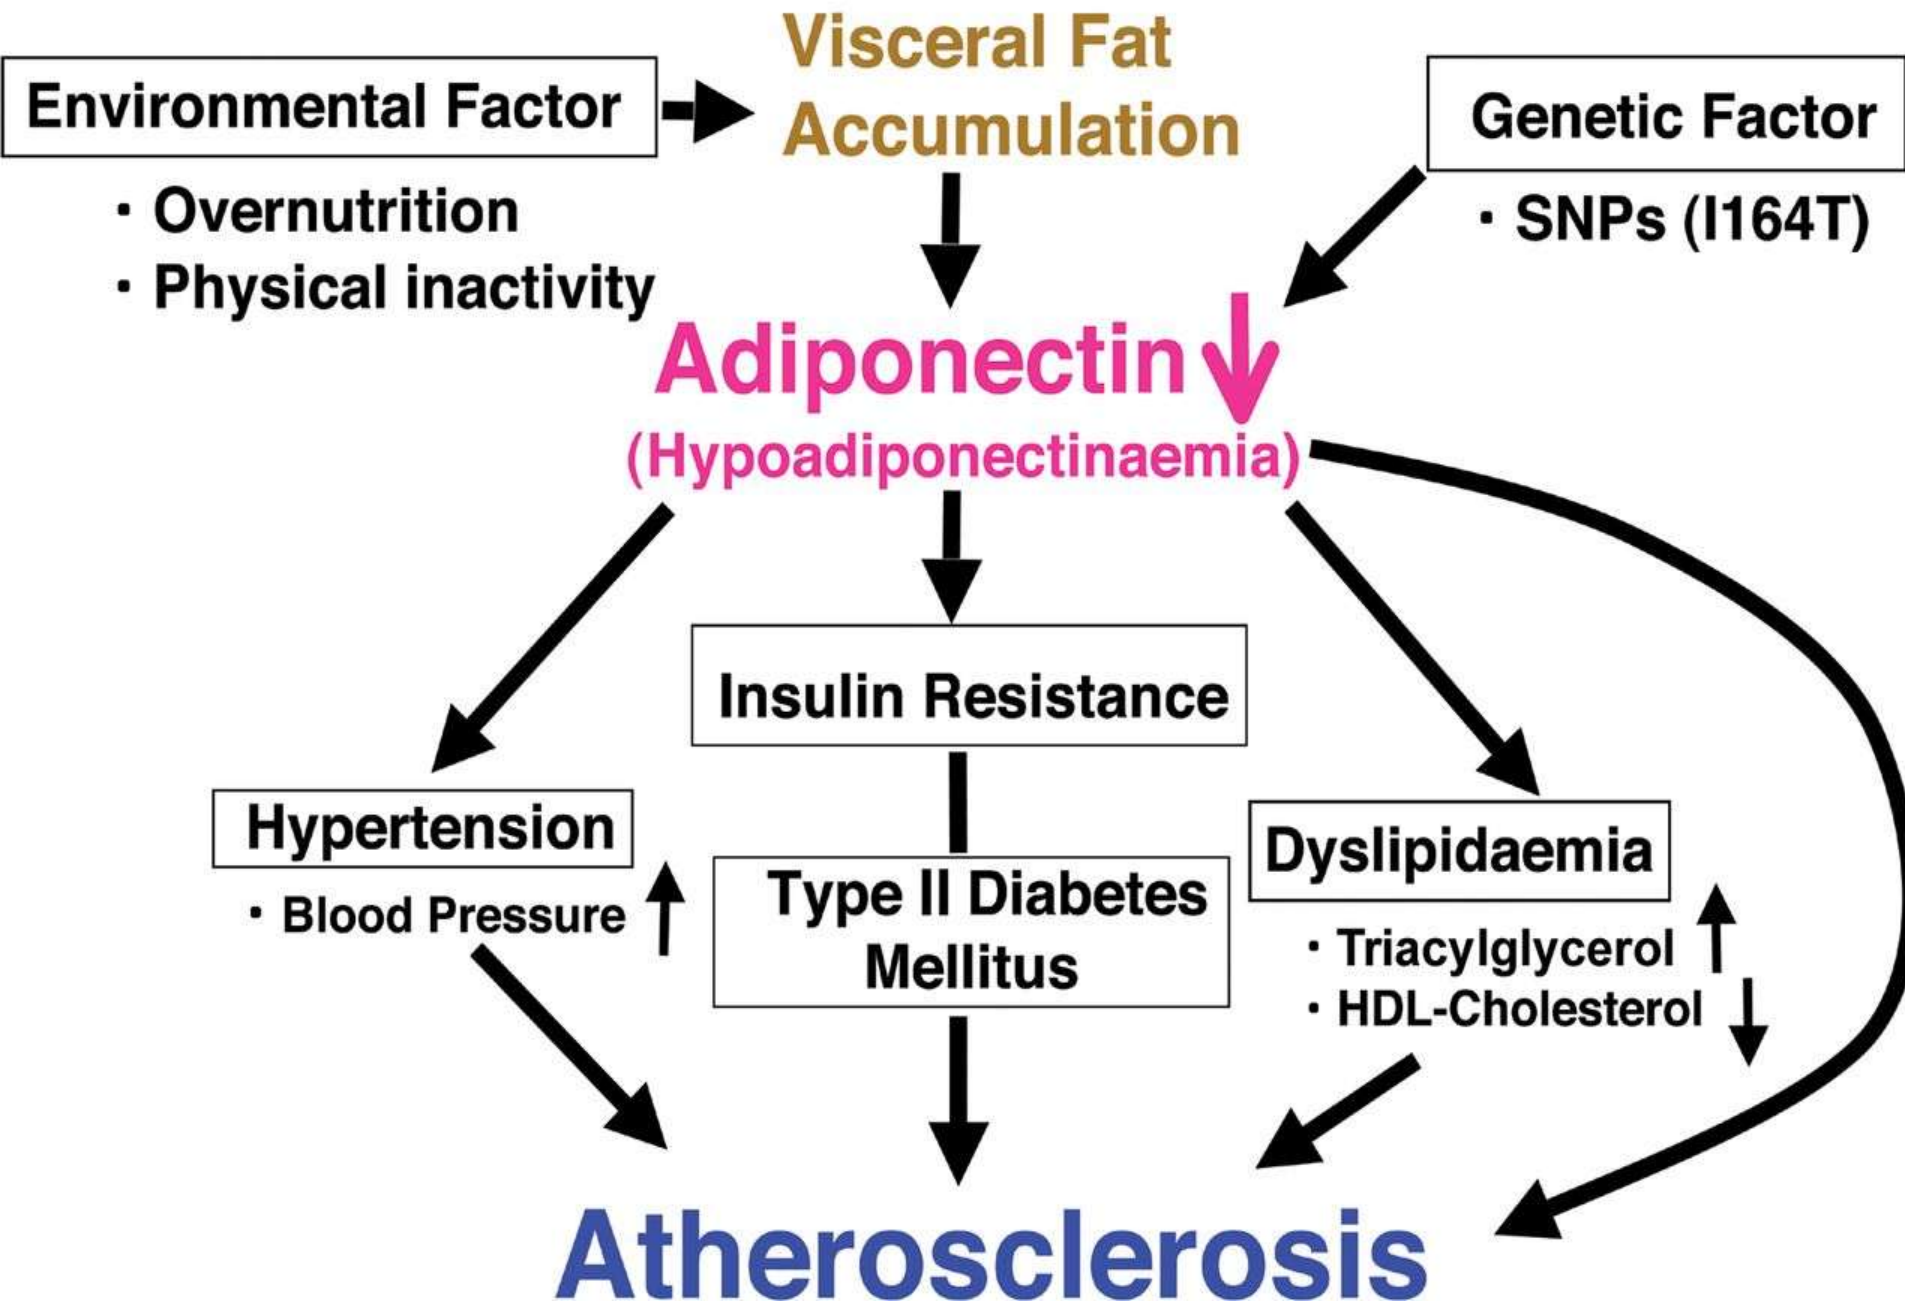 Visceral Fat
Accumulation
Environmental Factor
· Overnutrition
· Physical inactivity
Genetic Factor
· SNPs (I164T)
Adiponectin
(Hypoadiponectinaemia)
Insulin Resistance
Hypertension
· Blood Pressure
Type II Diabetes
Mellitus
Dyslipidaemia
· Triacylglycerol
· HDL-Cholesterol
Atherosclerosis